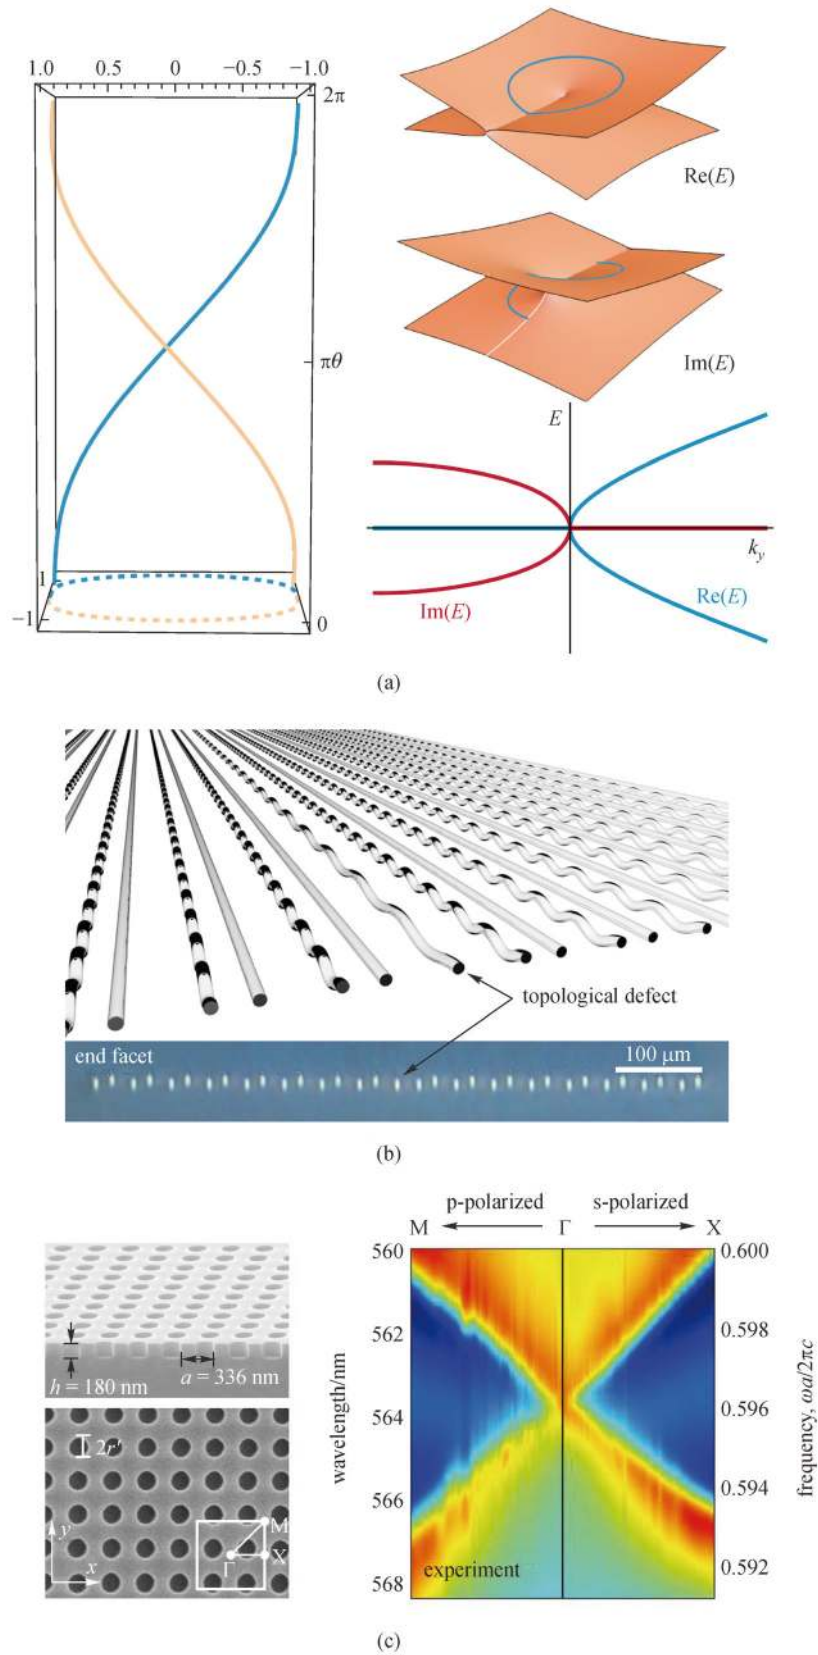 1.0 0.5 0 −0.5 −1.0
2π
πθ
1
−1
0
Re(E)
Im(E)
E
k_y
Im(E)
Re(E)
(a)
topological defect
end facet
100 μm
(b)
p-polarized s-polarized
M Γ X
h = 180 nm
a = 336 nm
2r′
y
x
M
Γ
X
wavelength/nm
560
562
564
566
568
experiment
0.600
0.598
0.596
0.594
0.592
frequency, ωa/2πc
(c)